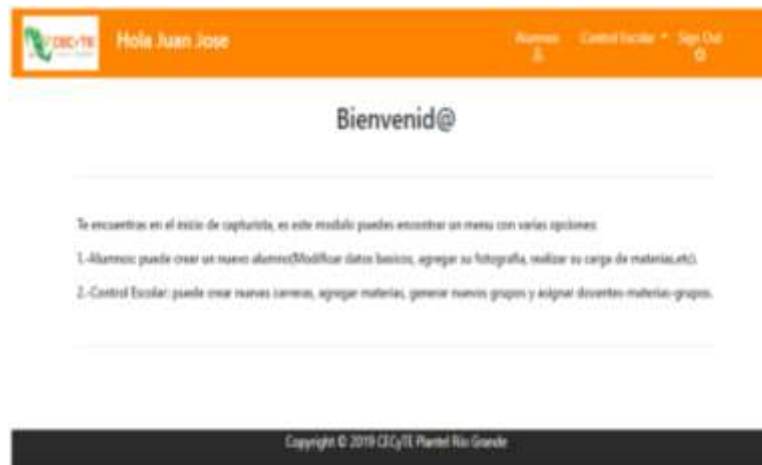 CECyTE
Hola Juan Jose
Alumnos
Control Escolar
Sign Out
Bienvenid@
Te encuentras en el inicio de capturista, es este modulo puedes encontrar un menu con varias opciones:
1.-Alumnos: puede crear un nuevo alumno(Modificar datos basicos, agregar su fotografia, realizar su carga de materias,etc).
2.-Control Escolar: puede crear nuevas carreras, agregar materias, generar nuevos grupos y asignar docentes-materias-grupos.
Copyright © 2019 CECyTE Plantel Río Grande